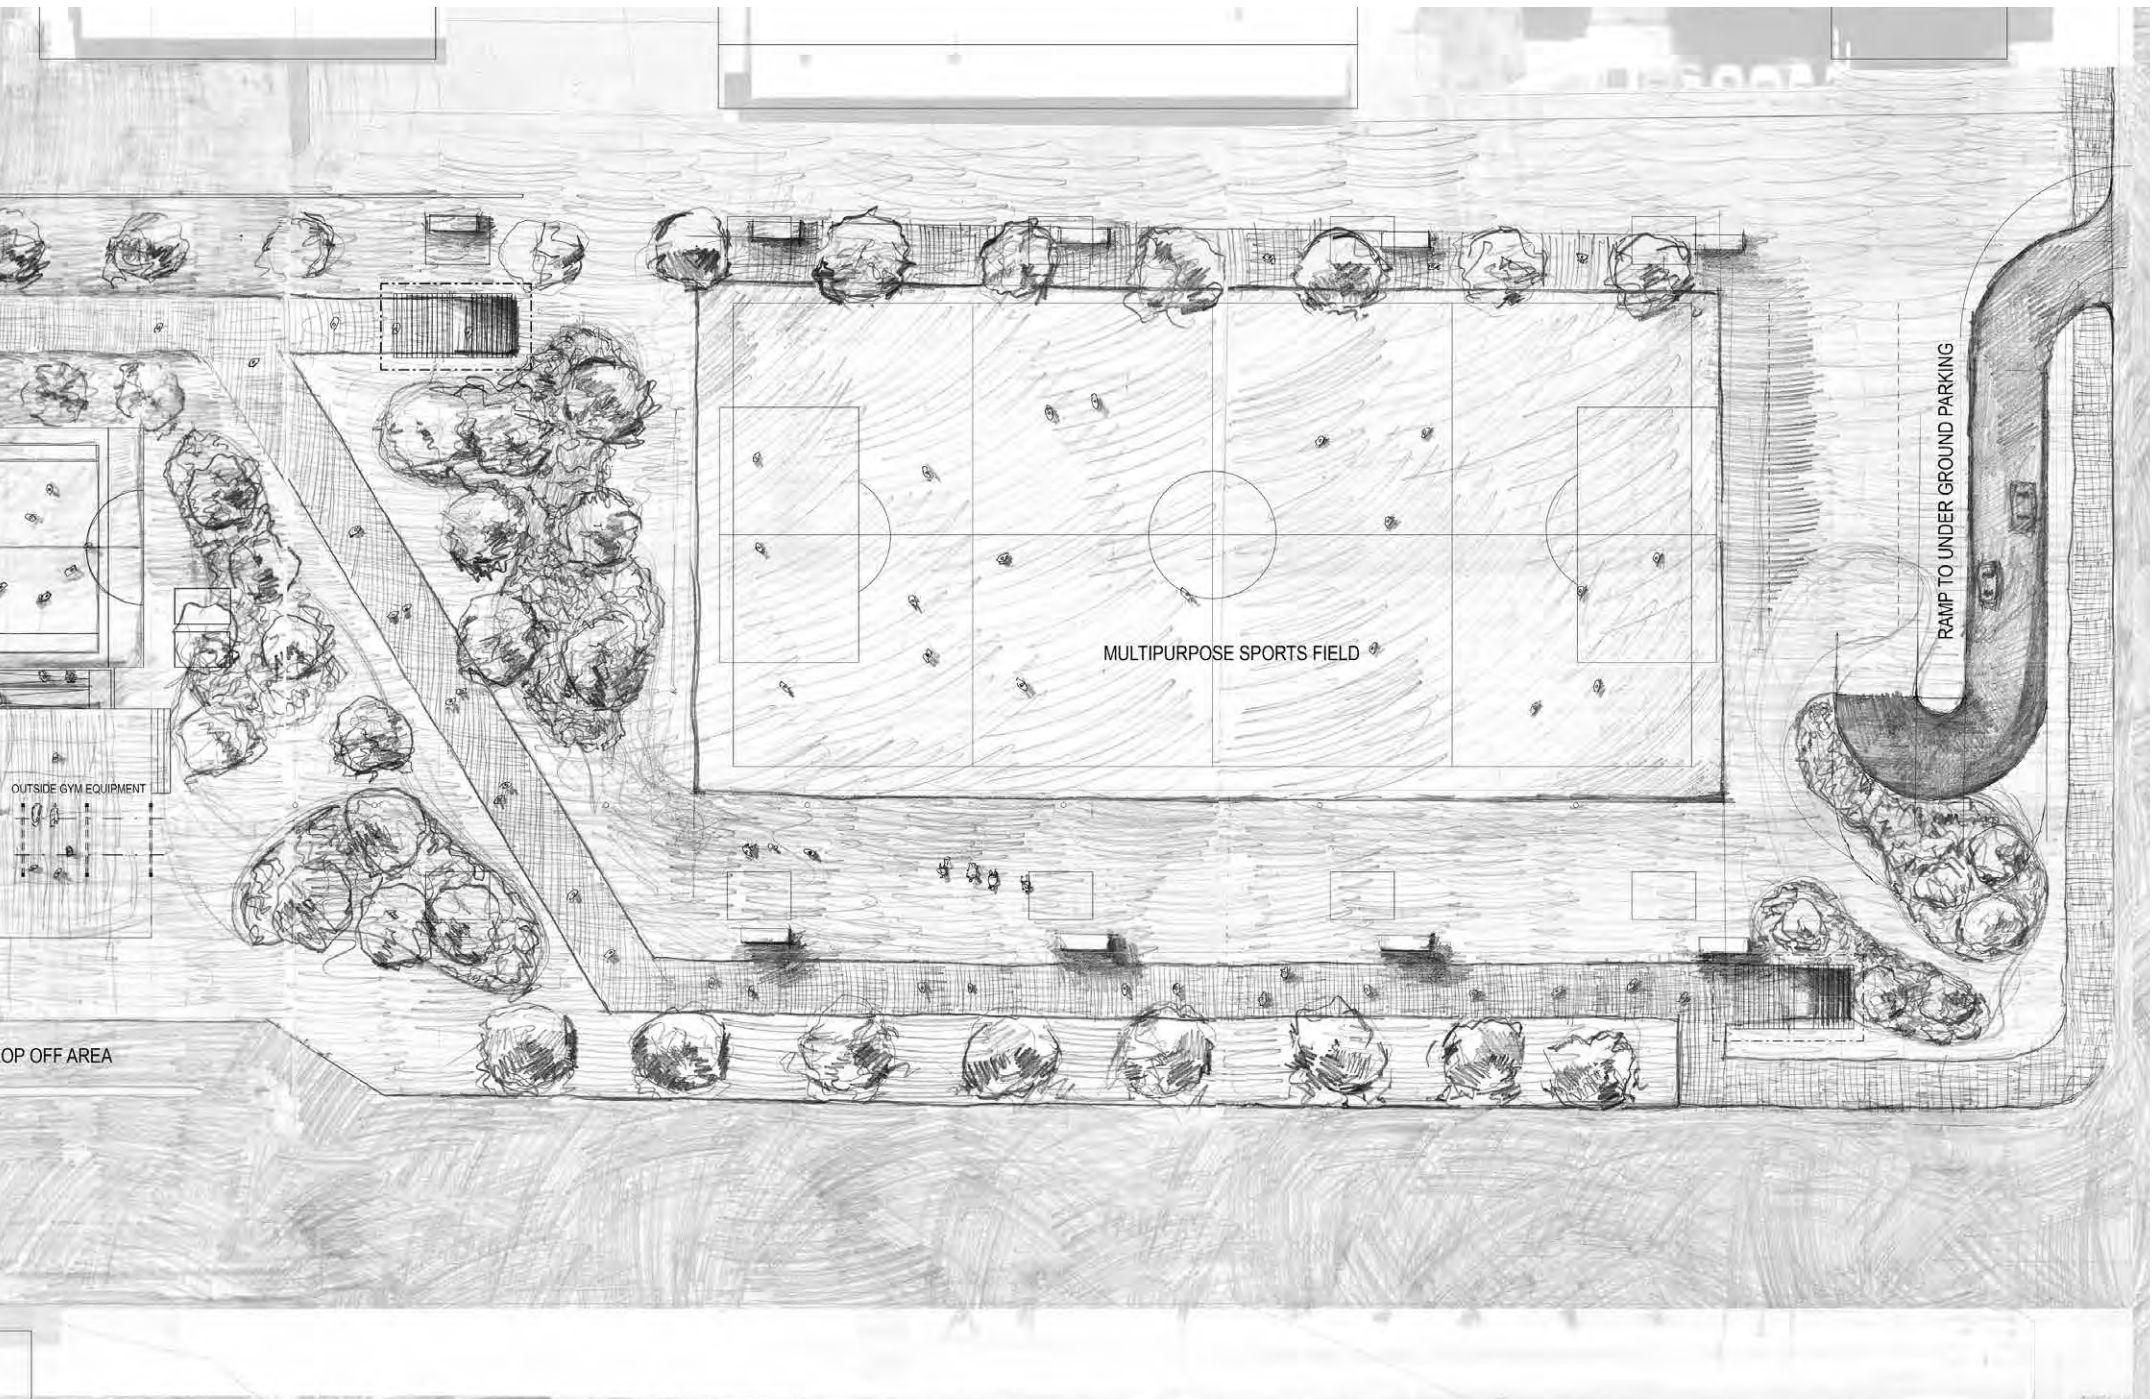 RAMP TO UNDER GROUND PARKING
MULTIPURPOSE SPORTS FIELD
OUTSIDE GYM EQUIPMENT
OP OFF AREA